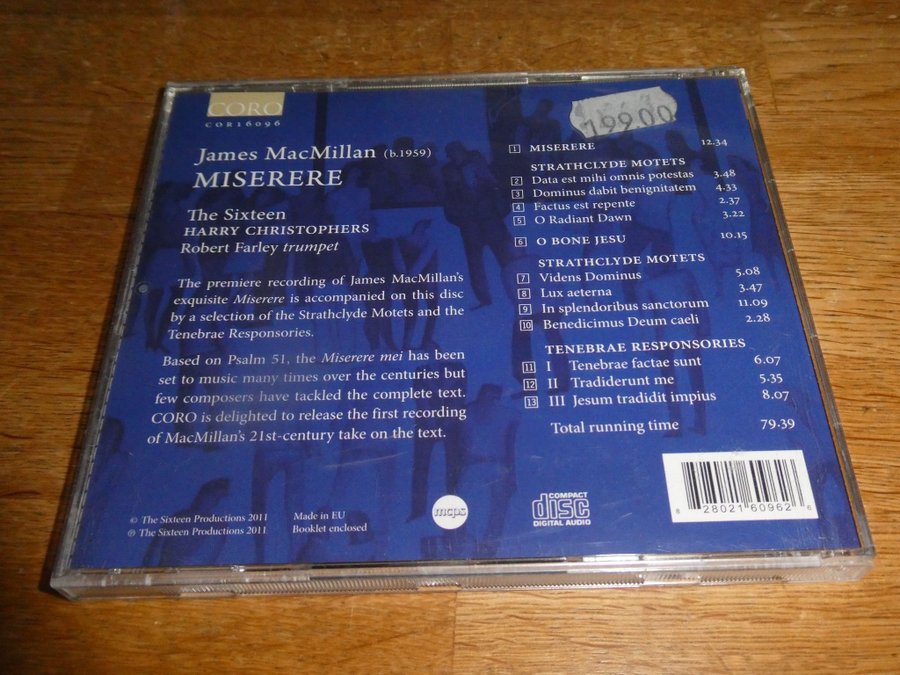 CORO
COR16096
James MacMillan (b.1959)
MISERERE
The Sixteen
HARRY CHRISTOPHERS
Robert Farley trumpet
The premiere recording of James MacMillan's
exquisite Miserere is accompanied on this disc
by a selection of the Strathclyde Motets and the
Tenebrae Responsories.
Based on Psalm 51, the Miserere mei has been
set to music many times over the centuries but
few composers have tackled the complete text.
CORO is delighted to release the first recording
of MacMillan's 21st-century take on the text.
© The Sixteen Productions 2011
℗ The Sixteen Productions 2011
Made in EU
Booklet enclosed
mcps
COMPACT
disc
DIGITAL AUDIO
199.00
1 MISERERE 12.34
STRATHCLYDE MOTETS
2 Data est mihi omnis potestas 3.48
3 Dominus dabit benignitatem 4.33
4 Factus est repente 2.37
5 O Radiant Dawn 3.22
6 O BONE JESU 10.15
STRATHCLYDE MOTETS
7 Videns Dominus 5.08
8 Lux aeterna 3.47
9 In splendoribus sanctorum 11.09
10 Benedicimus Deum caeli 2.28
TENEBRAE RESPONSORIES
11 I Tenebrae factae sunt 6.07
12 II Tradiderunt me 5.35
13 III Jesum tradidit impius 8.07
Total running time 79.39
8 28021 60962 6